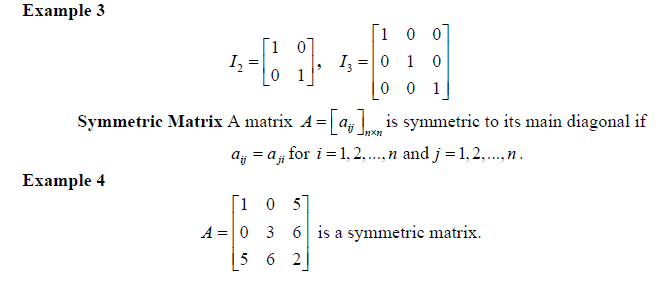 Example 3
I₂ = [1 0; 0 1], I₃ = [1 0 0; 0 1 0; 0 0 1]
Symmetric Matrix A matrix A = [aᵢⱼ]ₙₓₙ is symmetric to its main diagonal if
aᵢⱼ = aⱼᵢ for i = 1, 2, ..., n and j = 1, 2, ..., n.
Example 4
A = [1 0 5; 0 3 6; 5 6 2] is a symmetric matrix.